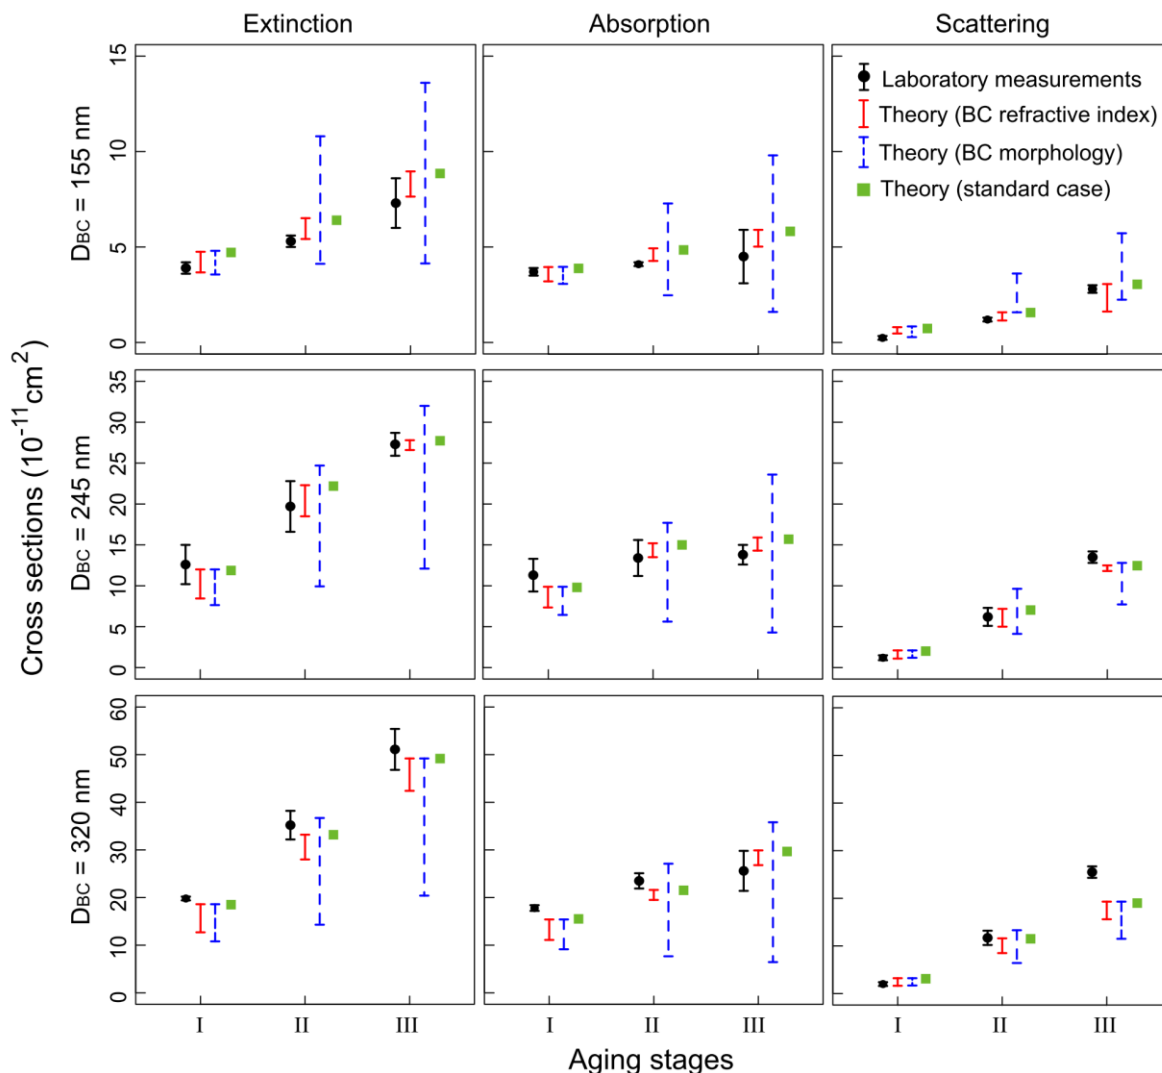 Extinction
Absorption
Scattering
Cross sections (10⁻¹¹cm²)
DBC = 155 nm
15
10
5
0
Laboratory measurements
Theory (BC refractive index)
Theory (BC morphology)
Theory (standard case)
DBC = 245 nm
35
30
25
20
15
10
5
0
DBC = 320 nm
60
50
40
30
20
10
0
I II III
I II III
I II III
Aging stages